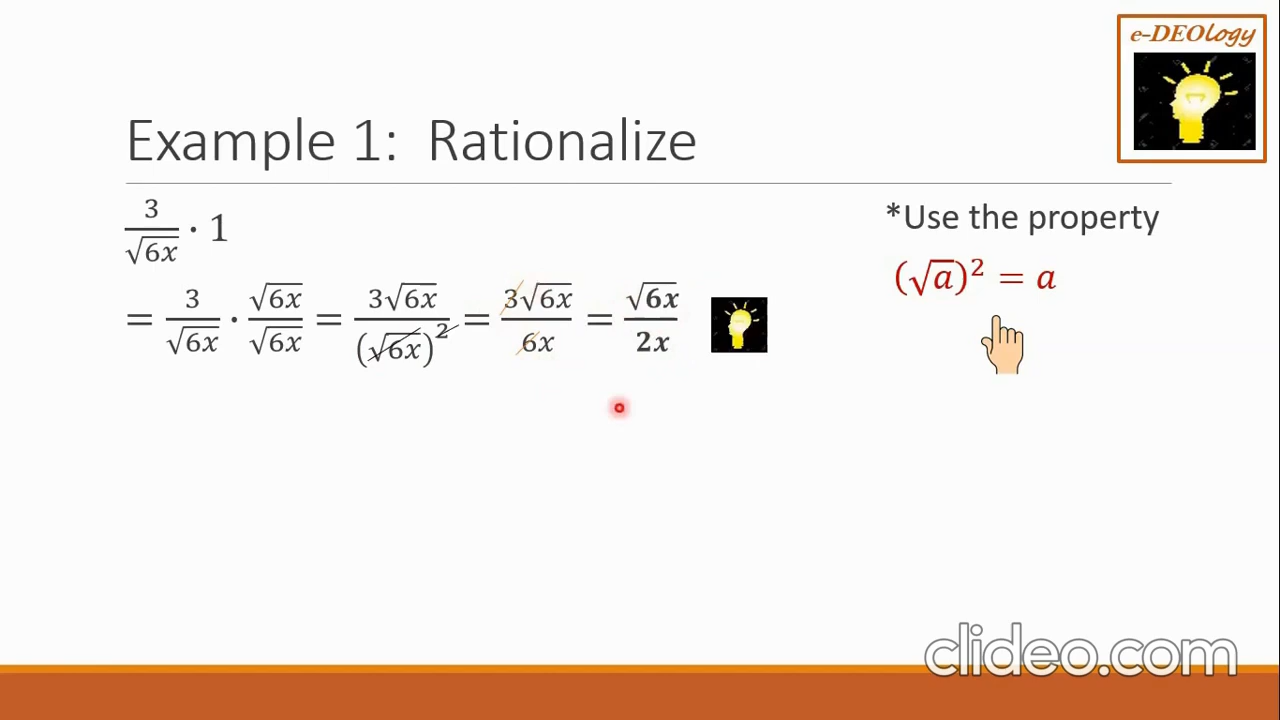 e-DEOlogy
Example 1: Rationalize
3/√(6x) · 1
*Use the property
(√a)² = a
= 3/√(6x) · √(6x)/√(6x) = 3√(6x)/(√(6x))² = 3√(6x)/6x = √(6x)/2x
clideo.com